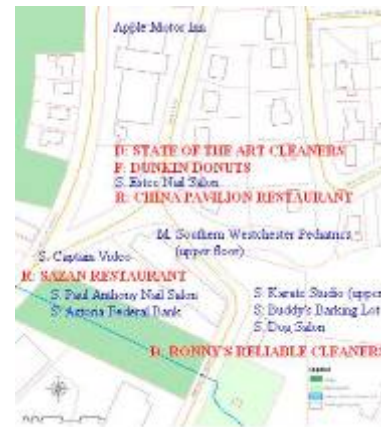 Apple Motor Inn
D: STATE OF THE ART CLEANERS
F: DUNKIN DONUTS
S. Nail Salon
R: CHINA PAVILION RESTAURANT
M. Southern Westchester Pediatrics
(upper floor)
S. Captain Video
R: SAZAN RESTAURANT
S. Paul Anthony Nail Salon
S. Astoria Federal Bank
S. Karate Studio (upper
S. Buddy's Barking Lot
S. Dog Salon
D: RONNY'S RELIABLE CLEANERS
Legend